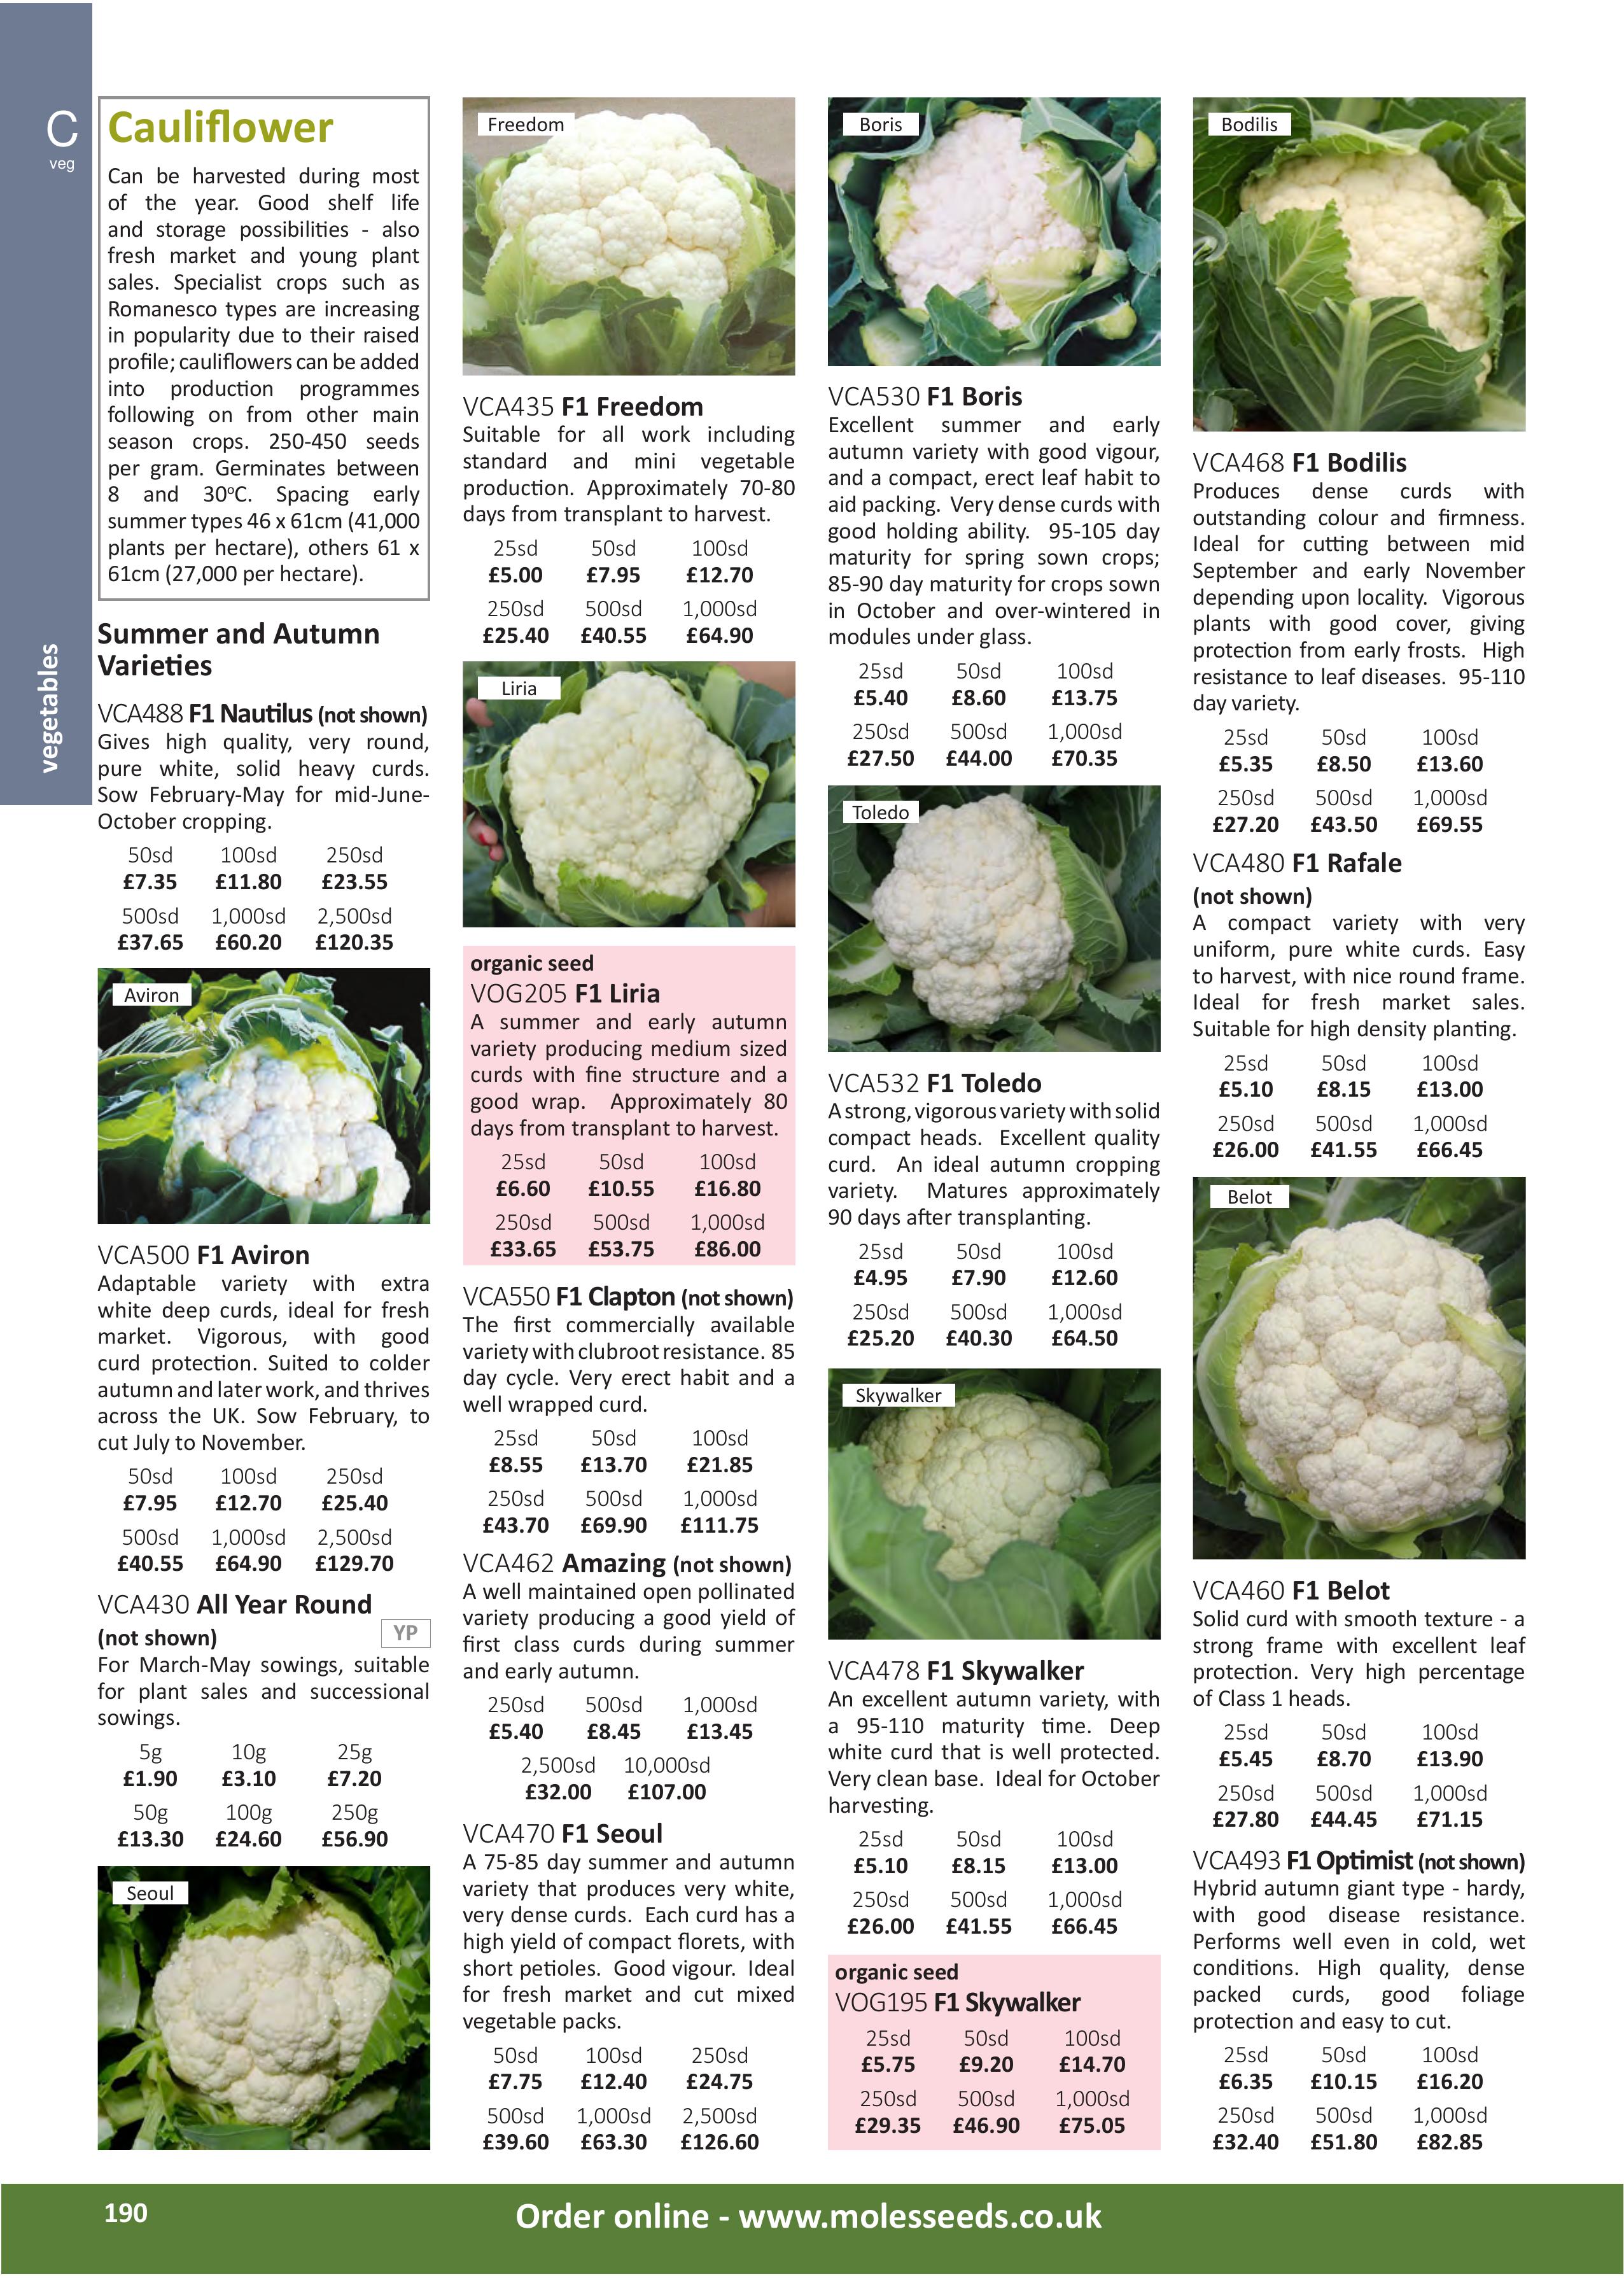 C
veg
vegetables
Cauliflower
Can be harvested during most
of the year. Good shelf life
and storage possibilities - also
fresh market and young plant
sales. Specialist crops such as
Romanesco types are increasing
in popularity due to their raised
profile; cauliflowers can be added
into production programmes
following on from other main
season crops. 250-450 seeds
per gram. Germinates between
8 and 30ºC. Spacing early
summer types 46 x 61cm (41,000
plants per hectare), others 61 x
61cm (27,000 per hectare).
Summer and Autumn
Varieties
VCA488 F1 Nautilus (not shown)
Gives high quality, very round,
pure white, solid heavy curds.
Sow February-May for mid-June-
October cropping.
50sd 100sd 250sd
£7.35 £11.80 £23.55
500sd 1,000sd 2,500sd
£37.65 £60.20 £120.35
Aviron
VCA500 F1 Aviron
Adaptable variety with extra
white deep curds, ideal for fresh
market. Vigorous, with good
curd protection. Suited to colder
autumn and later work, and thrives
across the UK. Sow February, to
cut July to November.
50sd 100sd 250sd
£7.95 £12.70 £25.40
500sd 1,000sd 2,500sd
£40.55 £64.90 £129.70
VCA430 All Year Round
(not shown) YP
For March-May sowings, suitable
for plant sales and successional
sowings.
5g 10g 25g
£1.90 £3.10 £7.20
50g 100g 250g
£13.30 £24.60 £56.90
Seoul
Freedom
VCA435 F1 Freedom
Suitable for all work including
standard and mini vegetable
production. Approximately 70-80
days from transplant to harvest.
25sd 50sd 100sd
£5.00 £7.95 £12.70
250sd 500sd 1,000sd
£25.40 £40.55 £64.90
Liria
organic seed
VOG205 F1 Liria
A summer and early autumn
variety producing medium sized
curds with fine structure and a
good wrap. Approximately 80
days from transplant to harvest.
25sd 50sd 100sd
£6.60 £10.55 £16.80
250sd 500sd 1,000sd
£33.65 £53.75 £86.00
VCA550 F1 Clapton (not shown)
The first commercially available
variety with clubroot resistance. 85
day cycle. Very erect habit and a
well wrapped curd.
25sd 50sd 100sd
£8.55 £13.70 £21.85
250sd 500sd 1,000sd
£43.70 £69.90 £111.75
VCA462 Amazing (not shown)
A well maintained open pollinated
variety producing a good yield of
first class curds during summer
and early autumn.
250sd 500sd 1,000sd
£5.40 £8.45 £13.45
2,500sd 10,000sd
£32.00 £107.00
VCA470 F1 Seoul
A 75-85 day summer and autumn
variety that produces very white,
very dense curds. Each curd has a
high yield of compact florets, with
short petioles. Good vigour. Ideal
for fresh market and cut mixed
vegetable packs.
50sd 100sd 250sd
£7.75 £12.40 £24.75
500sd 1,000sd 2,500sd
£39.60 £63.30 £126.60
Boris
VCA530 F1 Boris
Excellent summer and early
autumn variety with good vigour,
and a compact, erect leaf habit to
aid packing. Very dense curds with
good holding ability. 95-105 day
maturity for spring sown crops;
85-90 day maturity for crops sown
in October and over-wintered in
modules under glass.
25sd 50sd 100sd
£5.40 £8.60 £13.75
250sd 500sd 1,000sd
£27.50 £44.00 £70.35
Toledo
VCA532 F1 Toledo
A strong, vigorous variety with solid
compact heads. Excellent quality
curd. An ideal autumn cropping
variety. Matures approximately
90 days after transplanting.
25sd 50sd 100sd
£4.95 £7.90 £12.60
250sd 500sd 1,000sd
£25.20 £40.30 £64.50
Skywalker
VCA478 F1 Skywalker
An excellent autumn variety, with
a 95-110 maturity time. Deep
white curd that is well protected.
Very clean base. Ideal for October
harvesting.
25sd 50sd 100sd
£5.10 £8.15 £13.00
250sd 500sd 1,000sd
£26.00 £41.55 £66.45
organic seed
VOG195 F1 Skywalker
25sd 50sd 100sd
£5.75 £9.20 £14.70
250sd 500sd 1,000sd
£29.35 £46.90 £75.05
Bodilis
VCA468 F1 Bodilis
Produces dense curds with
outstanding colour and firmness.
Ideal for cutting between mid
September and early November
depending upon locality. Vigorous
plants with good cover, giving
protection from early frosts. High
resistance to leaf diseases. 95-110
day variety.
25sd 50sd 100sd
£5.35 £8.50 £13.60
250sd 500sd 1,000sd
£27.20 £43.50 £69.55
VCA480 F1 Rafale
(not shown)
A compact variety with very
uniform, pure white curds. Easy
to harvest, with nice round frame.
Ideal for fresh market sales.
Suitable for high density planting.
25sd 50sd 100sd
£5.10 £8.15 £13.00
250sd 500sd 1,000sd
£26.00 £41.55 £66.45
Belot
VCA460 F1 Belot
Solid curd with smooth texture - a
strong frame with excellent leaf
protection. Very high percentage
of Class 1 heads.
25sd 50sd 100sd
£5.45 £8.70 £13.90
250sd 500sd 1,000sd
£27.80 £44.45 £71.15
VCA493 F1 Optimist (not shown)
Hybrid autumn giant type - hardy,
with good disease resistance.
Performs well even in cold, wet
conditions. High quality, dense
packed curds, good foliage
protection and easy to cut.
25sd 50sd 100sd
£6.35 £10.15 £16.20
250sd 500sd 1,000sd
£32.40 £51.80 £82.85
190
Order online - www.molesseeds.co.uk